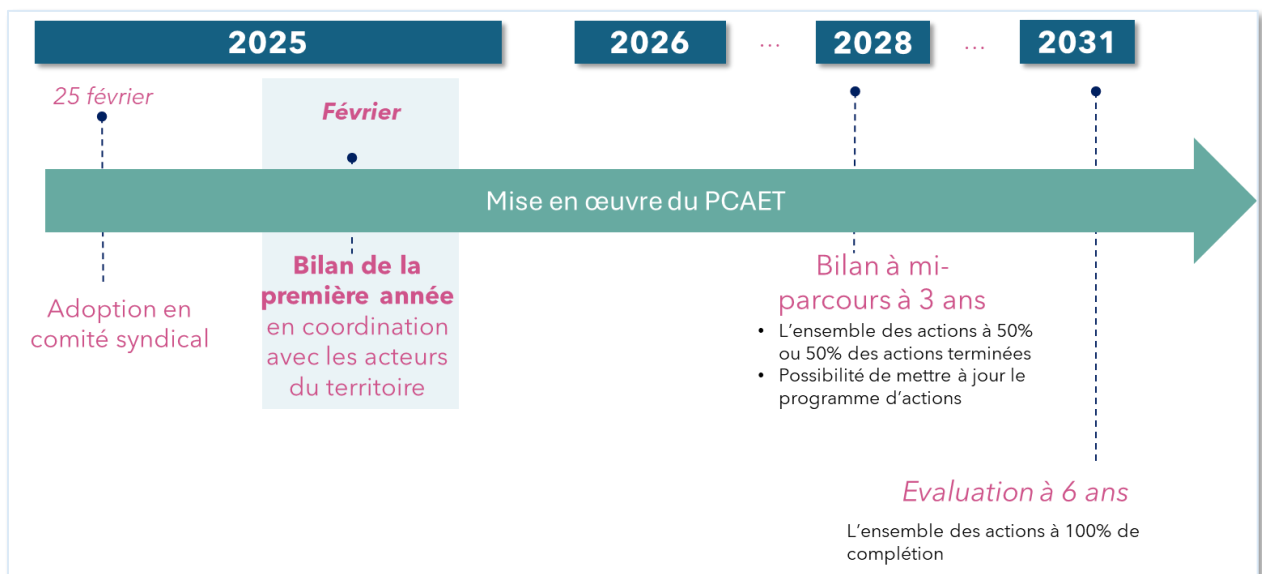 2025
2026
...
2028
...
2031
25 février
Février
Mise en œuvre du PCAET
Adoption en
comité syndical
Bilan de la
première année
en coordination
avec les acteurs
du territoire
Bilan à mi-
parcours à 3 ans
• L'ensemble des actions à 50%
ou 50% des actions terminées
• Possibilité de mettre à jour le
programme d'actions
Evaluation à 6 ans
L'ensemble des actions à 100% de
complétion